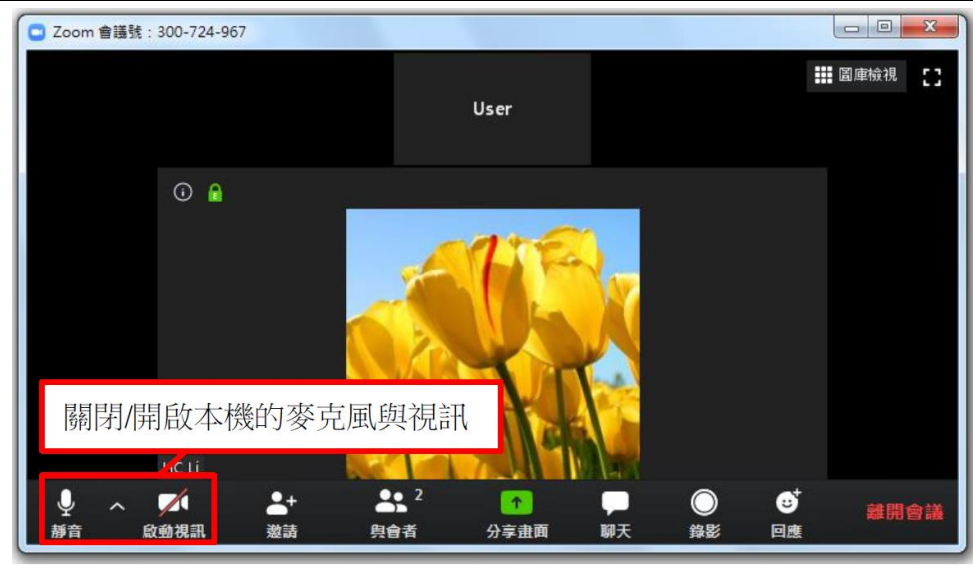 Zoom 會議號：300-724-967
圖庫檢視
User
關閉/開啟本機的麥克風與視訊
HC Li
2
靜音
啟動視訊
邀請
與會者
分享畫面
聊天
錄影
回應
離開會議